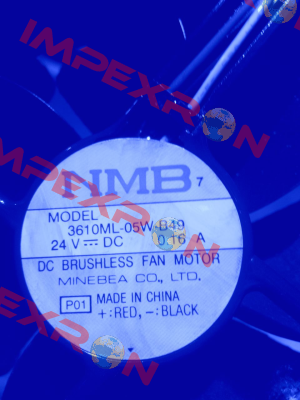 IMPEXRON
NMB 7
IMPEXRON
MODEL
3610ML-05W-B49
24 V ⎓ DC 0.16 A
DC BRUSHLESS FAN MOTOR
MINEBEA CO., LTD.
P01 MADE IN CHINA
+:RED, -:BLACK
IMPEXRON